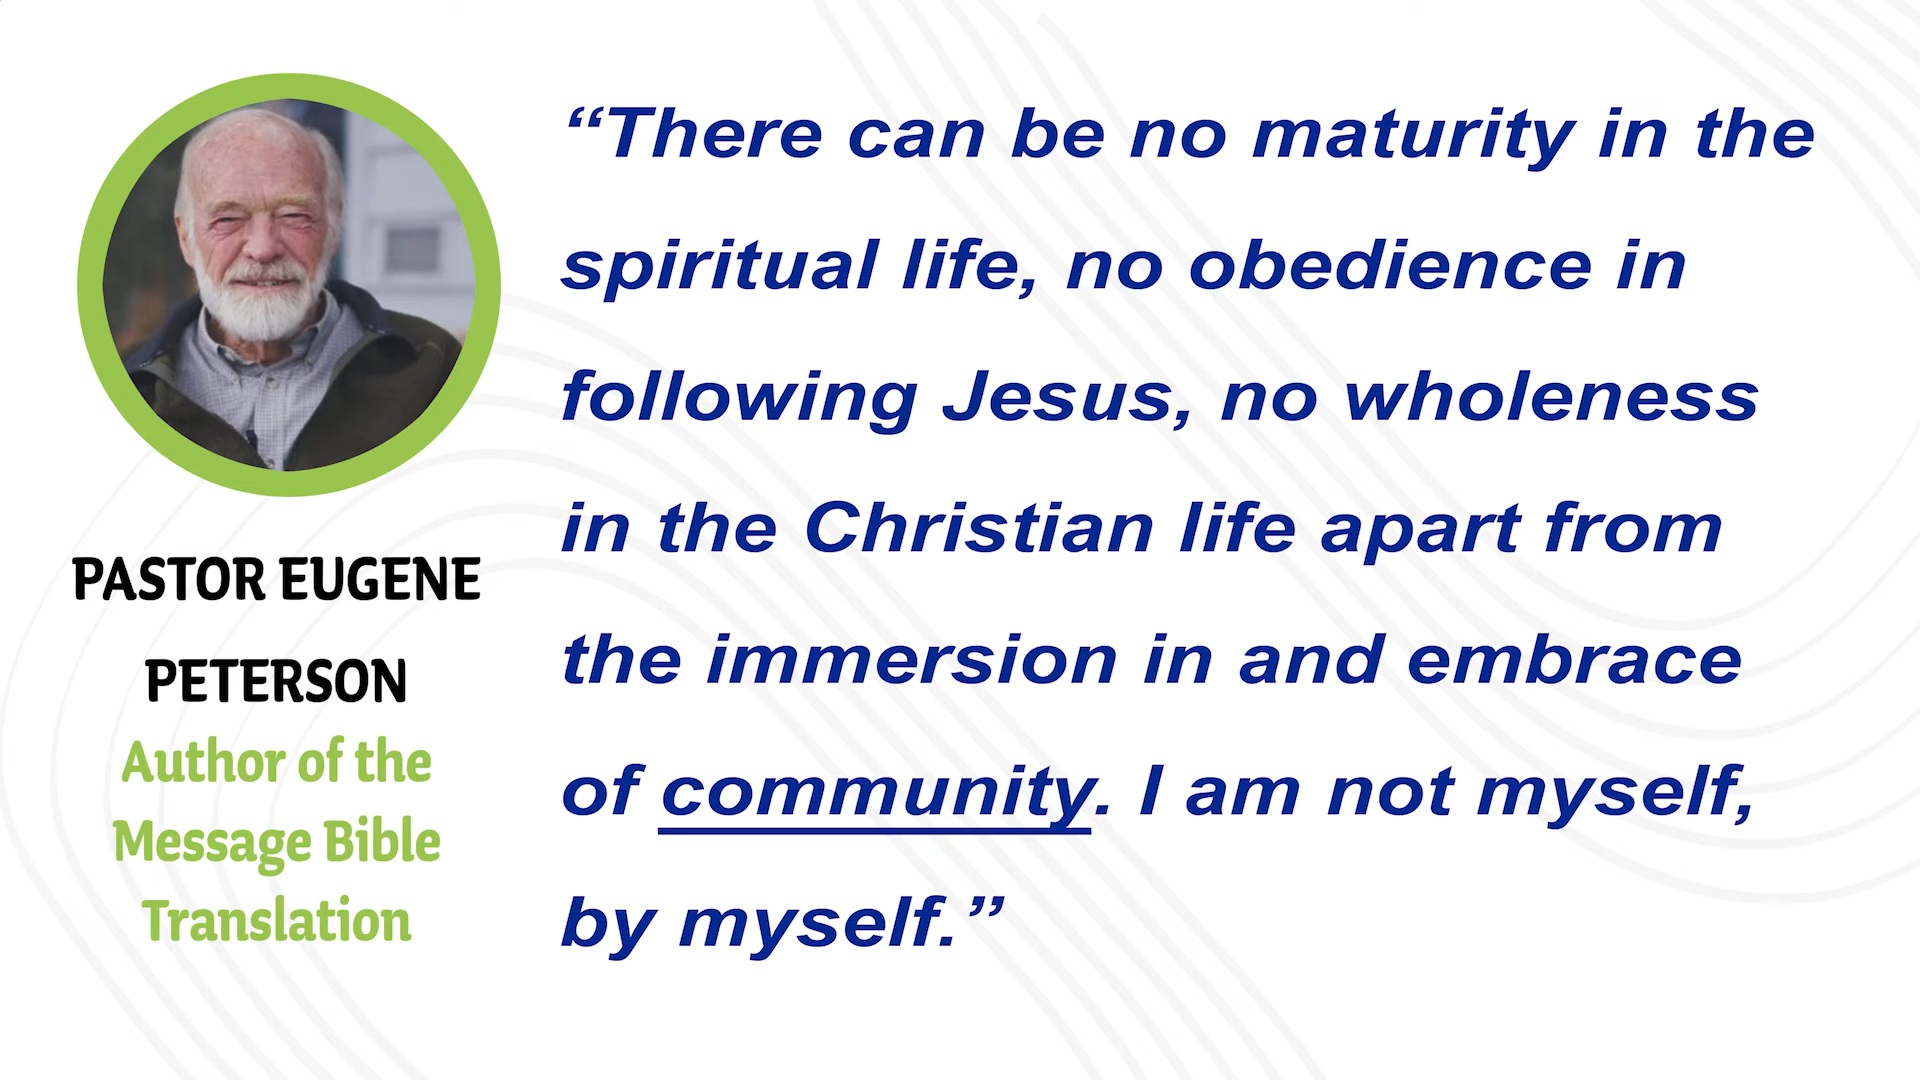 “There can be no maturity in the
spiritual life, no obedience in
following Jesus, no wholeness
in the Christian life apart from
the immersion in and embrace
of community. I am not myself,
by myself.”
PASTOR EUGENE
PETERSON
Author of the
Message Bible
Translation